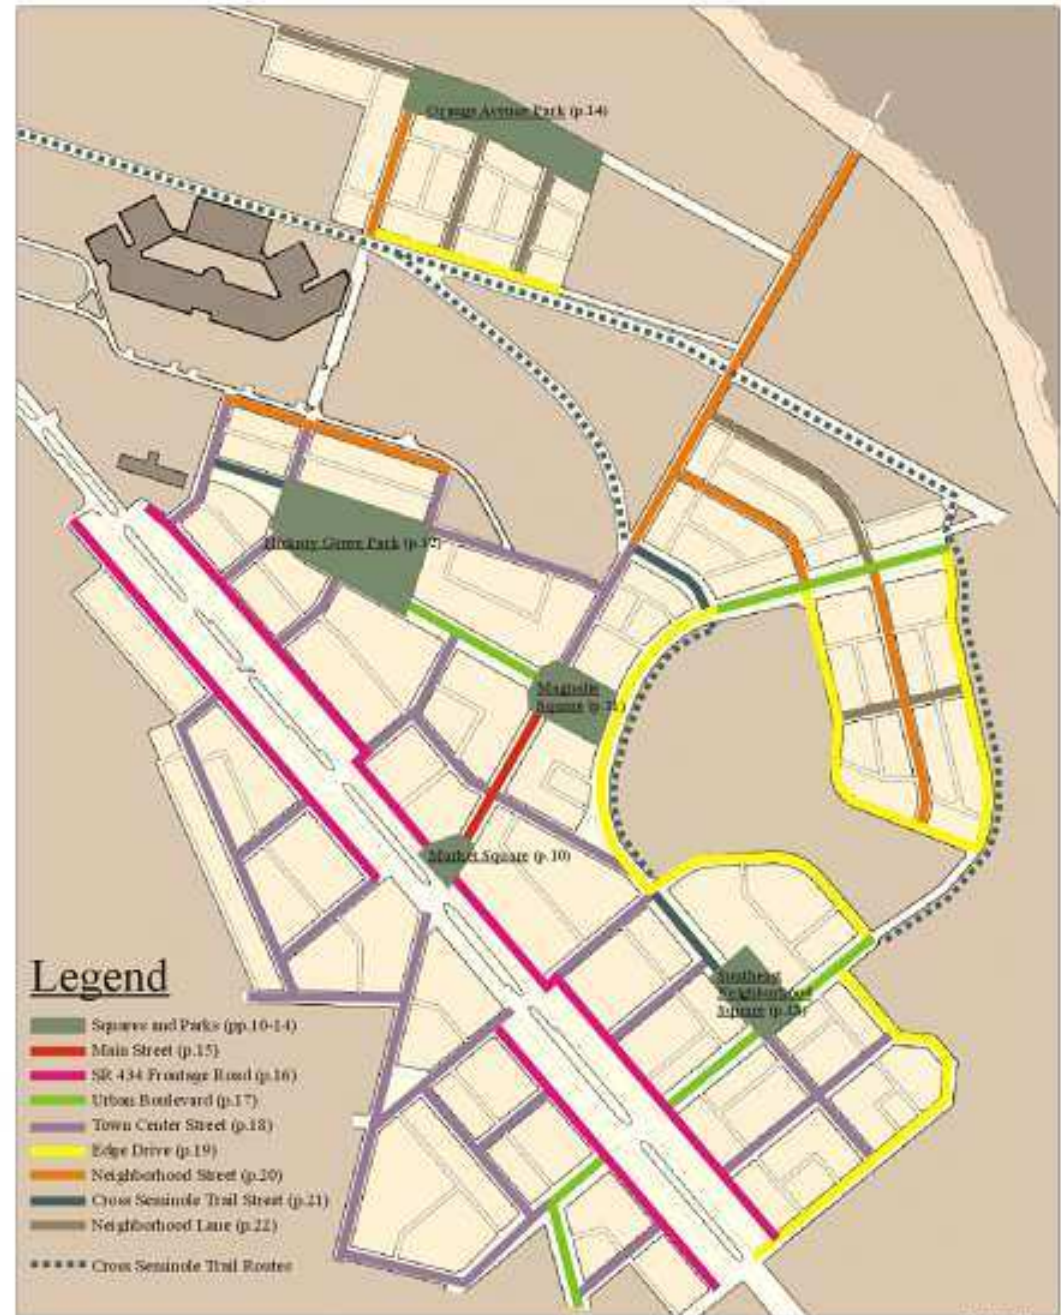 Orange Avenue Park (p.14)
Hickory Grove Park (p.12)
Magnolia
Square (p.11)
Market Square (p.10)
Southeast
Neighborhood
Square (p.13)
Legend
Squares and Parks (pp.10-14)
Main Street (p.15)
SR 434 Frontage Road (p.16)
Urban Boulevard (p.17)
Town Center Street (p.18)
Edge Drive (p.19)
Neighborhood Street (p.20)
Cross Seminole Trail Street (p.21)
Neighborhood Lane (p.22)
Cross Seminole Trail Routes